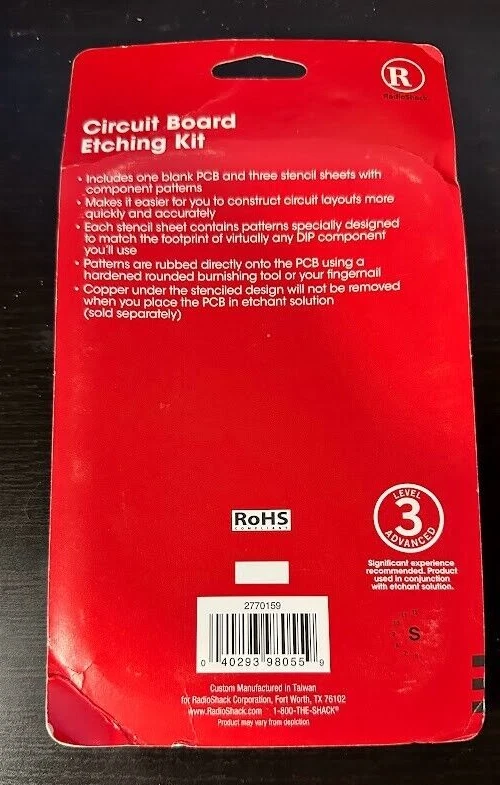 R
RadioShack
Circuit Board
Etching Kit
• Includes one blank PCB and three stencil sheets with
component patterns
• Makes it easier for you to construct circuit layouts more
quickly and accurately
• Each stencil sheet contains patterns specially designed
to match the footprint of virtually any DIP component
you'll use
• Patterns are rubbed directly onto the PCB using a
hardened rounded burnishing tool or your fingernail
• Copper under the stenciled design will not be removed
when you place the PCB in etchant solution
(sold separately)
LEVEL
3
ADVANCED
Significant experience
recommended. Product
used in conjunction
with etchant solution.
RoHS
COMPLIANT
S
2770159
0 40293 98055 9
Custom Manufactured in Taiwan
for RadioShack Corporation, Fort Worth, TX 76102
www.RadioShack.com 1-800-THE-SHACK®
Product may vary from depiction